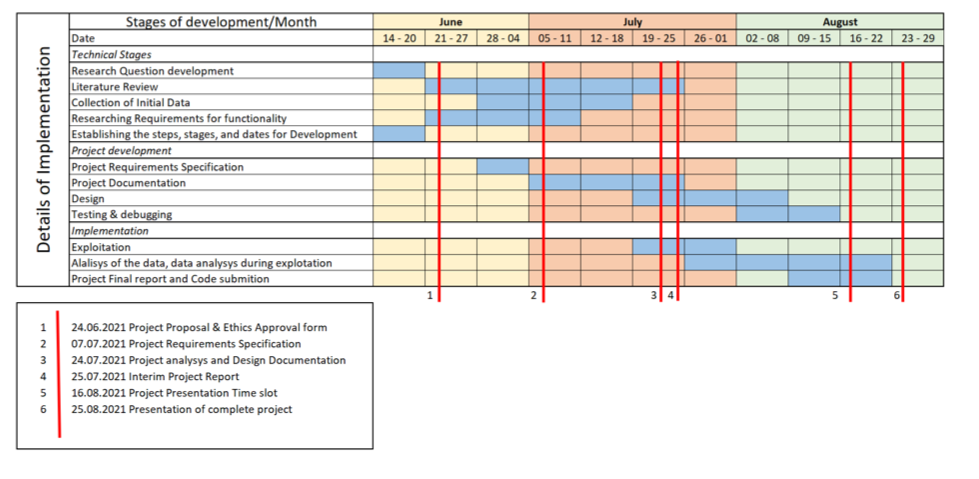 Stages of development/Month June July August
Details of Implementation
Date 14 - 20 21 - 27 28 - 04 05 - 11 12 - 18 19 - 25 26 - 01 02 - 08 09 - 15 16 - 22 23 - 29
Technical Stages
Research Question development
Literature Review
Collection of Initial Data
Researching Requirements for functionality
Establishing the steps, stages, and dates for Development
Project development
Project Requirements Specification
Project Documentation
Design
Testing & debugging
Implementation
Exploitation
Alalisys of the data, data analysys during explotation
Project Final report and Code submition
1 2 3 4 5 6
1 24.06.2021 Project Proposal & Ethics Approval form
2 07.07.2021 Project Requirements Specification
3 24.07.2021 Project analysys and Design Documentation
4 25.07.2021 Interim Project Report
5 16.08.2021 Project Presentation Time slot
6 25.08.2021 Presentation of complete project